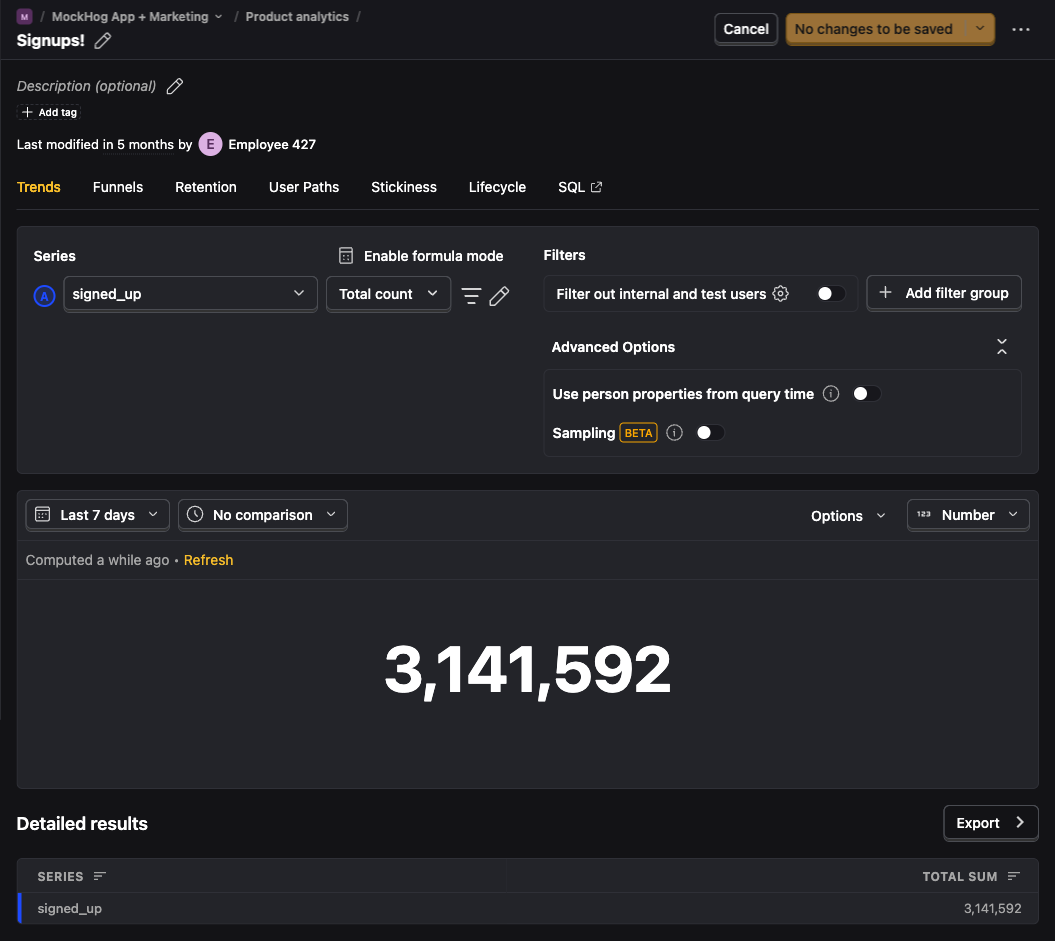 M / MockHog App + Marketing / Product analytics /
Signups!
Cancel
No changes to be saved
Description (optional)
Add tag
Last modified in 5 months by E Employee 427
Trends Funnels Retention User Paths Stickiness Lifecycle SQL
Series
Enable formula mode
A signed_up Total count
Filters
Filter out internal and test users
+ Add filter group
Advanced Options
Use person properties from query time
Sampling BETA
Last 7 days No comparison
Options 123 Number
Computed a while ago • Refresh
3,141,592
Detailed results
Export
SERIES TOTAL SUM
signed_up 3,141,592